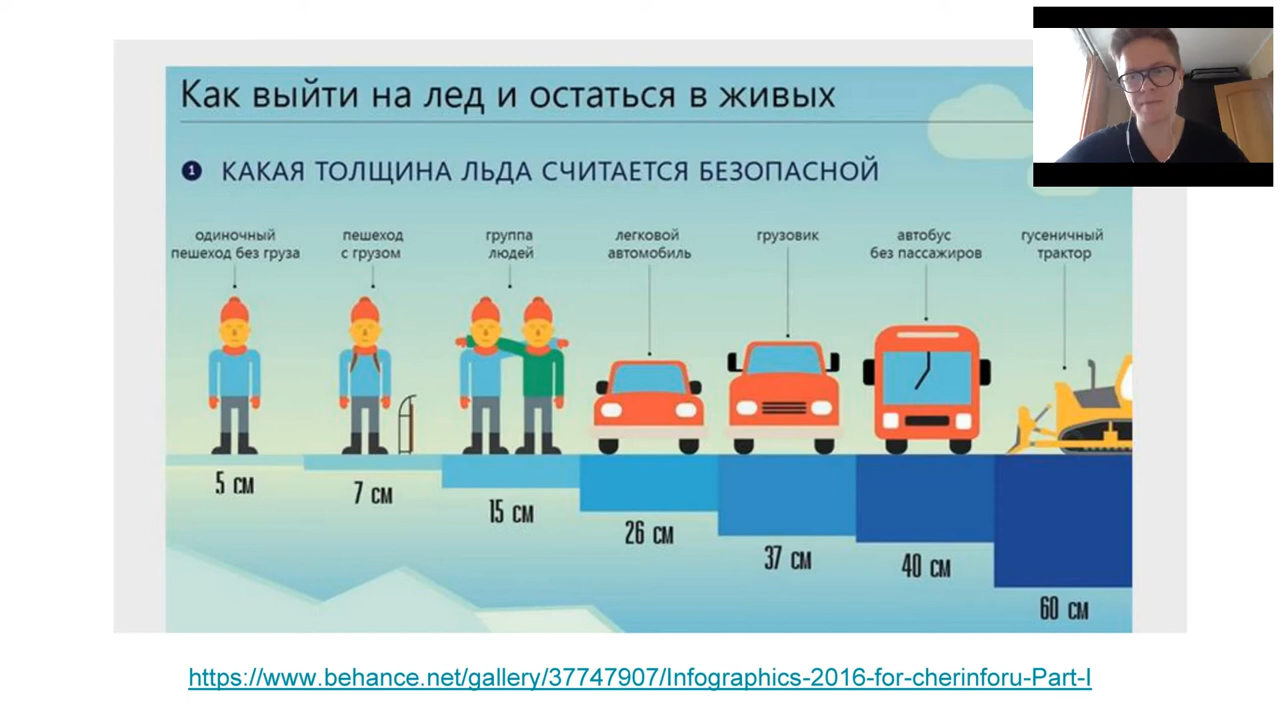 Как выйти на лед и остаться в живых
1 КАКАЯ ТОЛЩИНА ЛЬДА СЧИТАЕТСЯ БЕЗОПАСНОЙ
одиночный
пешеход без груза
пешеход
с грузом
группа
людей
легковой
автомобиль
грузовик
автобус
без пассажиров
гусеничный
трактор
5 см
7 см
15 см
26 см
37 см
40 см
60 см
https://www.behance.net/gallery/37747907/Infographics-2016-for-cherinforu-Part-I